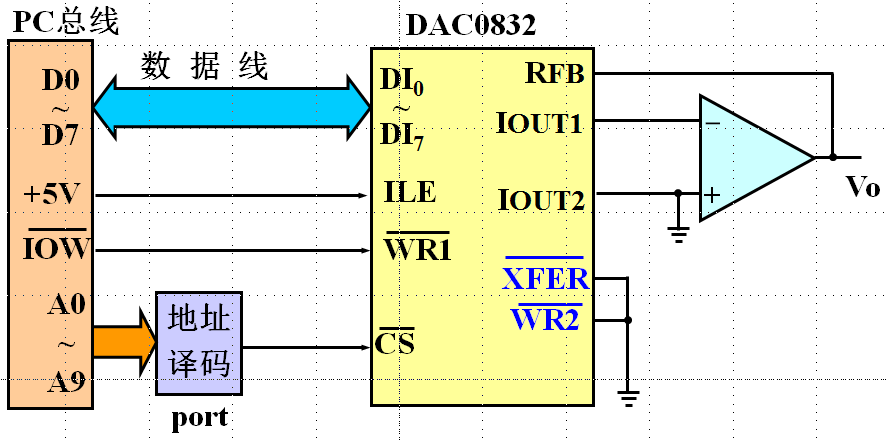 PC总线
DAC0832
D0
~
D7
数据线
DI0
~
DI7
RFB
IOUT1
−
+5V
ILE
IOUT2
+
Vo
IOW
WR1
XFER
A0
~
A9
地址
译码
CS
WR2
port